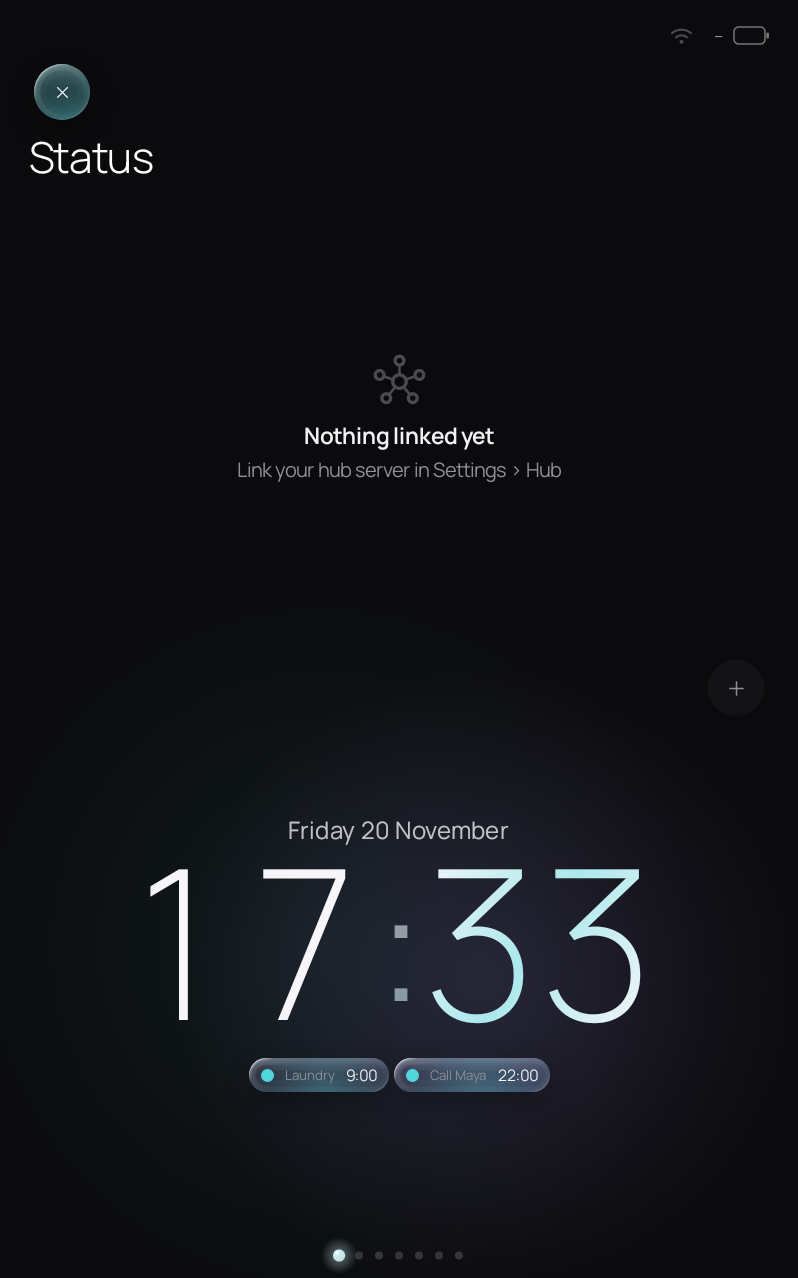 –
Status
Nothing linked yet
Link your hub server in Settings > Hub
Friday 20 November
17:33
Laundry 9:00
Call Maya 22:00